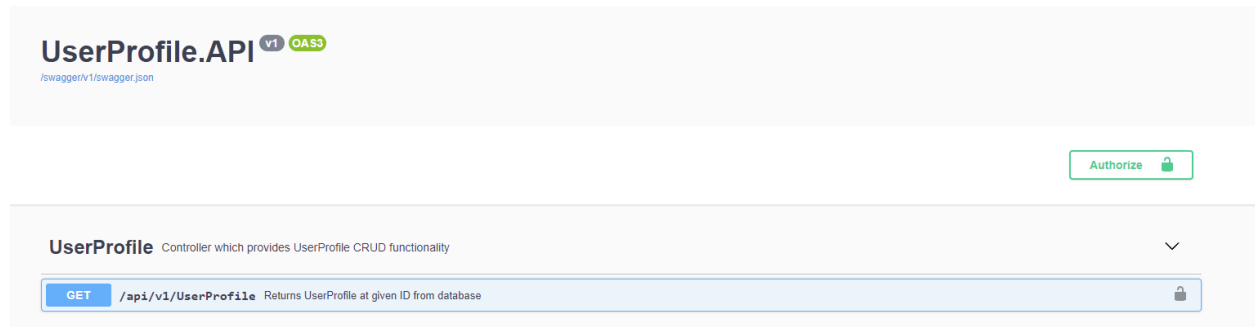 UserProfile.API v1 OAS3
/swagger/v1/swagger.json
Authorize
UserProfile Controller which provides UserProfile CRUD functionality
GET /api/v1/UserProfile Returns UserProfile at given ID from database